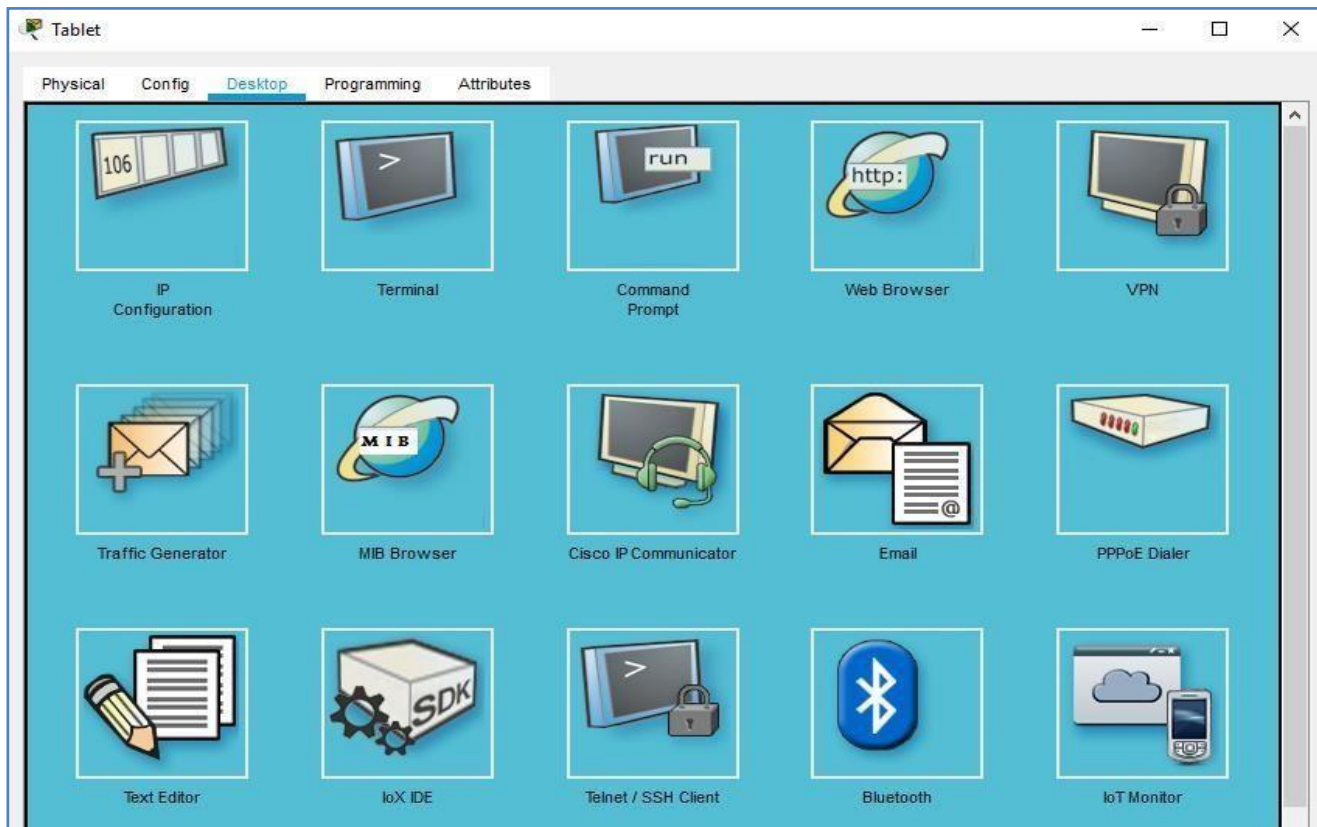 Tablet
Physical Config Desktop Programming Attributes
106
>
run
http:
IP
Configuration
Terminal
Command
Prompt
Web Browser
VPN
MIB
@
Traffic Generator
MIB Browser
Cisco IP Communicator
Email
PPPoE Dialer
SDK
>
Text Editor
IoX IDE
Telnet / SSH Client
Bluetooth
IoT Monitor